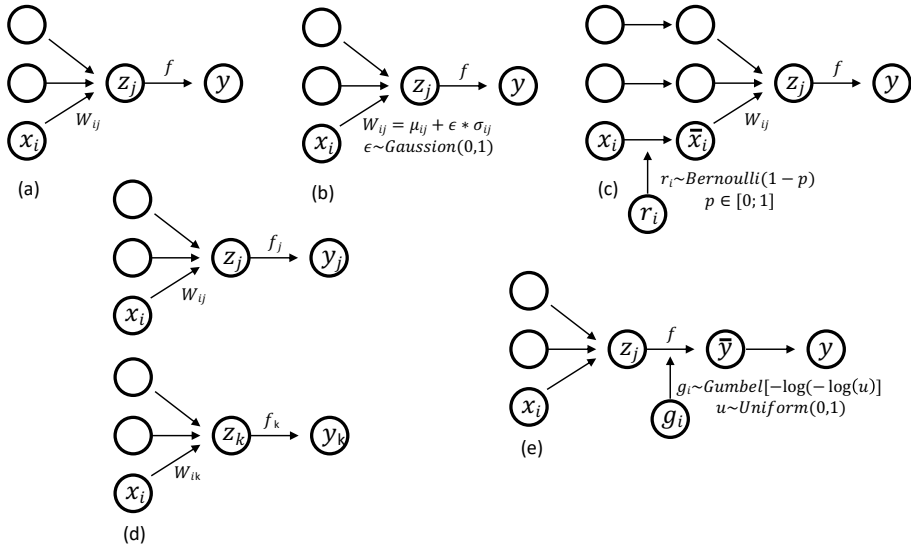 z_j
f
y
x_i
W_ij
(a)
z_j
f
y
x_i
W_ij = μ_ij + ϵ * σ_ij
ϵ~Gaussion(0,1)
(b)
z_j
f
y
x_i
x̄_i
W_ij
r_i~Bernoulli(1 − p)
p ∈ [0; 1]
r_i
(c)
z_j
f_j
y_j
x_i
W_ij
z_k
f_k
y_k
x_i
W_ik
(d)
z_j
f
ȳ
y
x_i
g_i~Gumbel[−log(−log(u)]
u~Uniform(0,1)
g_i
(e)